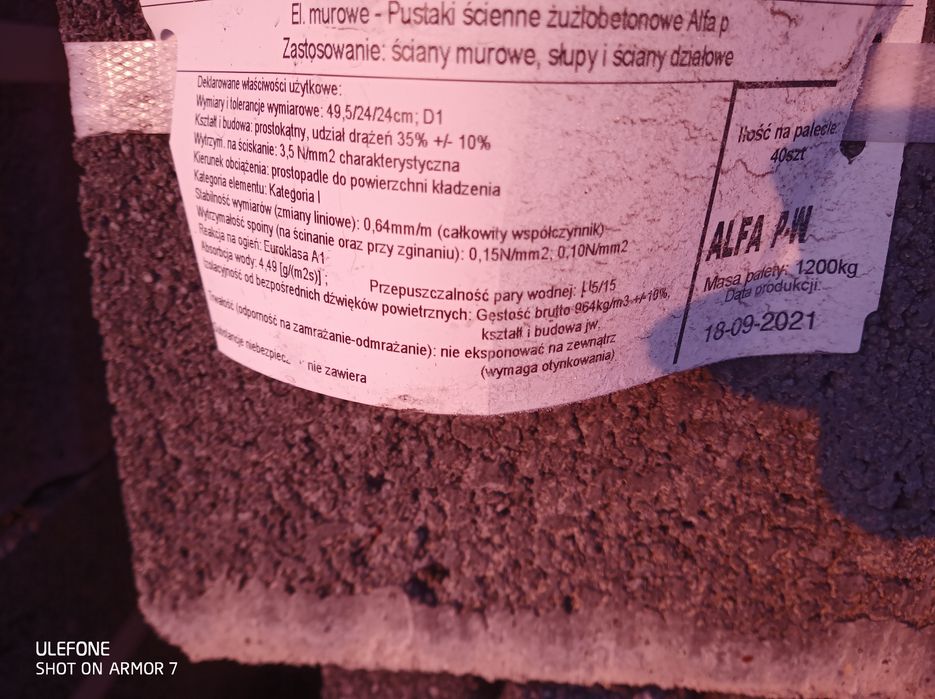 El. murowe - Pustaki ścienne żużlobetonowe Alfa p
Zastosowanie: ściany murowe, słupy i ściany działowe
Deklarowane właściwości użytkowe:
Wymiary i tolerancje wymiarowe: 49,5/24/24cm; D1
Kształt i budowa: prostokątny, udział drążeń 35% +/- 10%
Wytrzym. na ściskanie: 3,5 N/mm2 charakterystyczna
Kierunek obciążenia: prostopadle do powierzchni kładzenia
Kategoria elementu: Kategoria I
Stabilność wymiarów (zmiany liniowe): 0,64mm/m (całkowity współczynnik)
Wytrzymałość spoiny (na ścinanie oraz przy zginaniu): 0,15N/mm2; 0,10N/mm2
Reakcja na ogień: Euroklasa A1
Absorbcja wody: 4,49 [g/(m2s)] ; Przepuszczalność pary wodnej: 5/15
Izolacyjność od bezpośrednich dźwięków powietrznych: Gęstość brutto 964kg/m3 +/-10%,
kształt i budowa jw.
Trwałość (odporność na zamrażanie-odmrażanie): nie eksponować na zewnątrz
(wymaga otynkowania)
nie zawiera
Ilość na palecie:
40szt
ALFA P-W
Masa palety: 1200kg
Data produkcji:
18-09-2021
ULEFONE
SHOT ON ARMOR 7